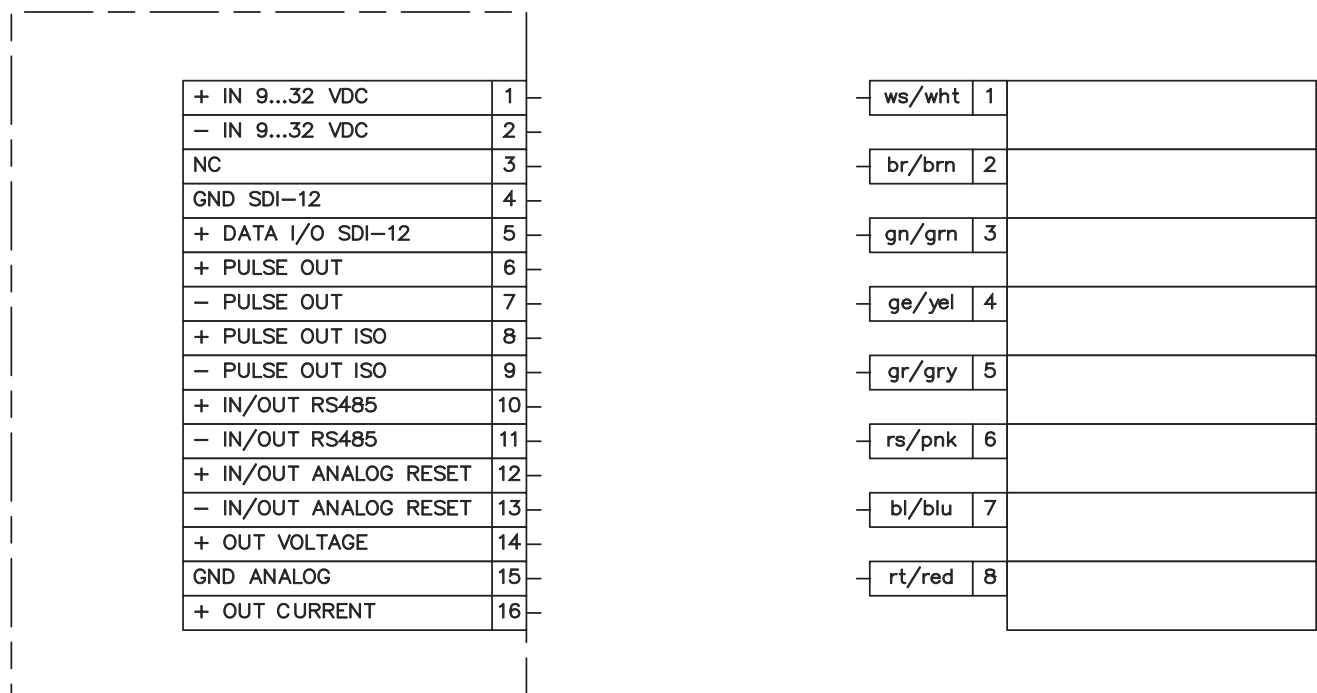 + IN 9...32 VDC 1
− IN 9...32 VDC 2
NC 3
GND SDI−12 4
+ DATA I/O SDI−12 5
+ PULSE OUT 6
− PULSE OUT 7
+ PULSE OUT ISO 8
− PULSE OUT ISO 9
+ IN/OUT RS485 10
− IN/OUT RS485 11
+ IN/OUT ANALOG RESET 12
− IN/OUT ANALOG RESET 13
+ OUT VOLTAGE 14
GND ANALOG 15
+ OUT CURRENT 16
ws/wht 1
br/brn 2
gn/grn 3
ge/yel 4
gr/gry 5
rs/pnk 6
bl/blu 7
rt/red 8